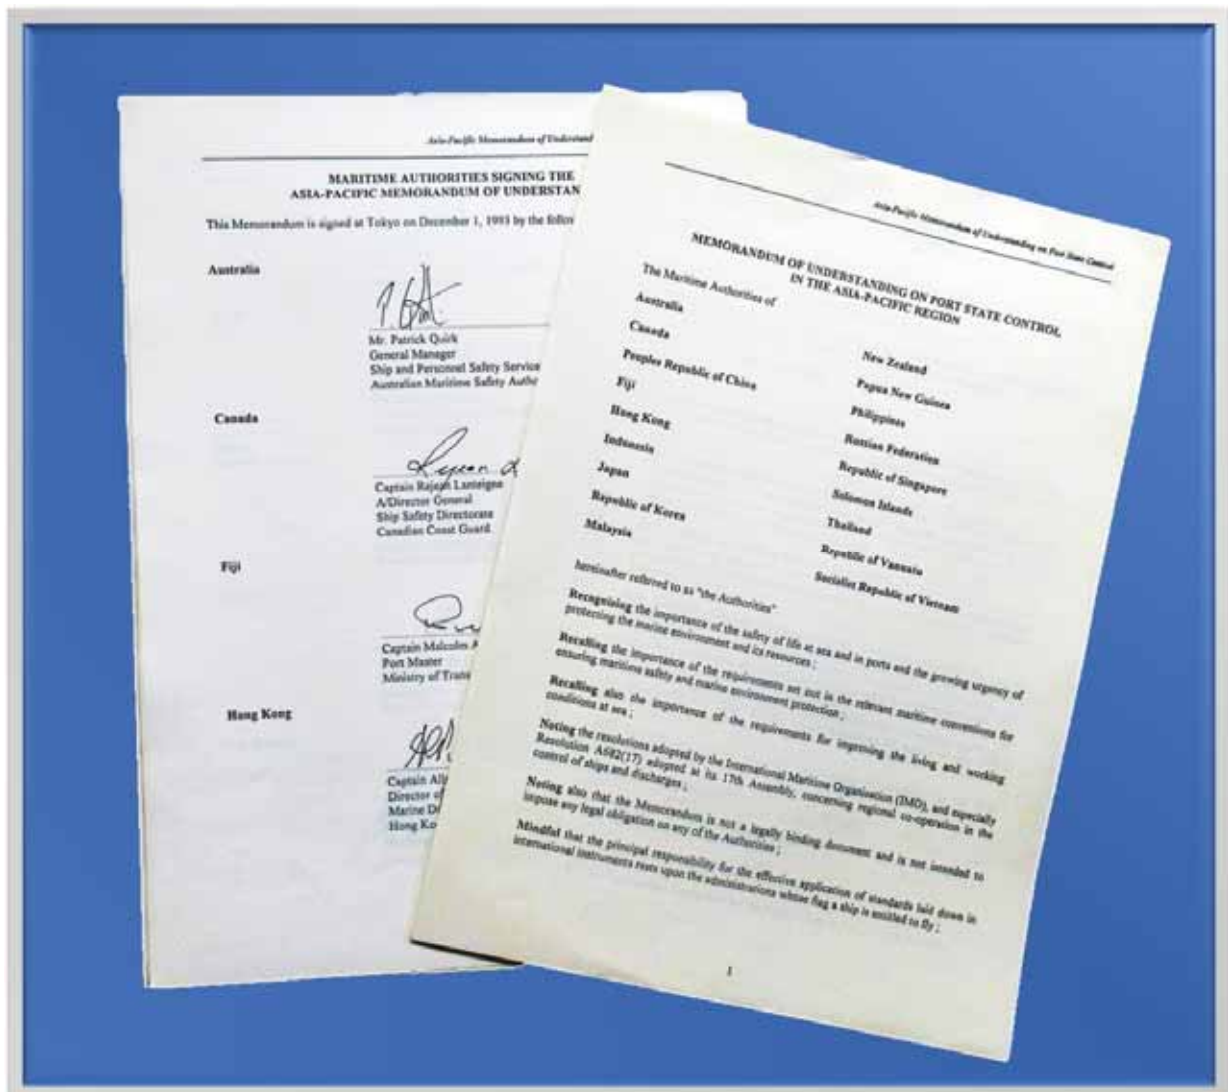 Asia-Pacific Memorandum of
MARITIME AUTHORITIES SIGNING THE
ASIA-PACIFIC MEMORANDUM OF
This Memorandum is signed at Tokyo on December 1, 1993 by the
Australia
Mr. Patrick Quirk
General Manager
Ship and Personnel Safety Service
Australian Maritime Safety
Canada
Captain Rejean Lanteigne
A/Director General
Ship Safety Directorate
Canadian Coast Guard
Fiji
Captain Malcolm
Port Master
Ministry of
Hong Kong
Captain
Director of
Marine
Hong
Asia-Pacific Memorandum of Understanding on Port State Control
MEMORANDUM OF UNDERSTANDING ON PORT STATE CONTROL
IN THE ASIA-PACIFIC REGION
The Maritime Authorities of
Australia
Canada
Peoples Republic of China
Fiji
Hong Kong
Indonesia
Japan
Republic of Korea
Malaysia
New Zealand
Papua New Guinea
Philippines
Russian Federation
Republic of Singapore
Solomon Islands
Thailand
Republic of Vanuatu
Socialist Republic of Vietnam
hereinafter referred to as "the Authorities"
Recognising the importance of the safety of life at sea and in ports and the growing urgency of
protecting the marine environment and its resources ;
Recalling the importance of the requirements set out in the relevant maritime conventions for
ensuring maritime safety and marine environment protection ;
Recalling also the importance of the requirements for improving the living and working
conditions at sea ;
Noting the resolutions adopted by the International Maritime Organization (IMO), and especially
Resolution A682(17) adopted at its 17th Assembly, concerning regional co-operation in the
control of ships and discharges ;
Noting also that the Memorandum is not a legally binding document and is not intended to
impose any legal obligation on any of the Authorities ;
Mindful that the principal responsibility for the effective application of standards laid down in
international instruments rests upon the administrations whose flag a ship is entitled to fly ;
1